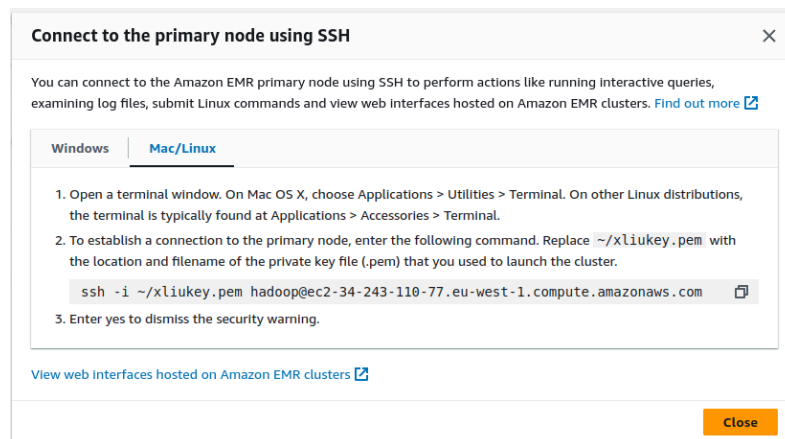 Connect to the primary node using SSH
You can connect to the Amazon EMR primary node using SSH to perform actions like running interactive queries,
examining log files, submit Linux commands and view web interfaces hosted on Amazon EMR clusters. Find out more
Windows Mac/Linux
1. Open a terminal window. On Mac OS X, choose Applications > Utilities > Terminal. On other Linux distributions,
the terminal is typically found at Applications > Accessories > Terminal.
2. To establish a connection to the primary node, enter the following command. Replace ~/xliukey.pem with
the location and filename of the private key file (.pem) that you used to launch the cluster.
ssh -i ~/xliukey.pem hadoop@ec2-34-243-110-77.eu-west-1.compute.amazonaws.com
3. Enter yes to dismiss the security warning.
View web interfaces hosted on Amazon EMR clusters
Close